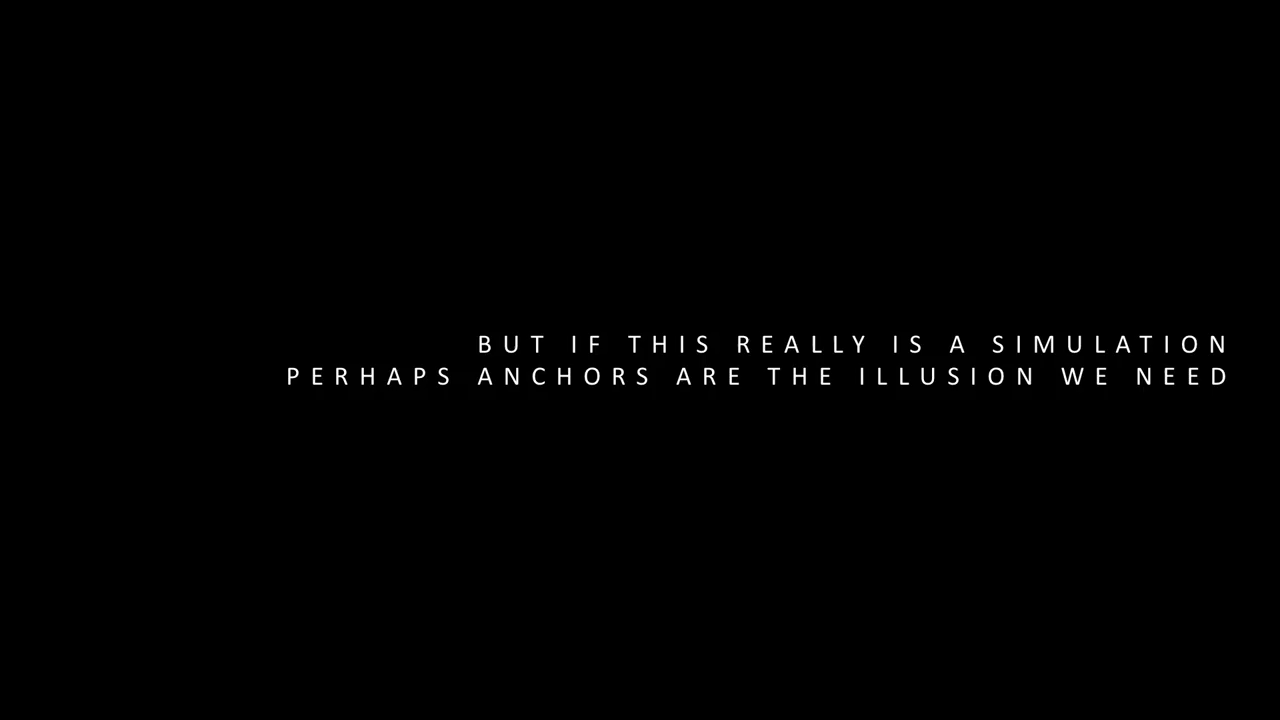 BUT IF THIS REALLY IS A SIMULATION
PERHAPS ANCHORS ARE THE ILLUSION WE NEED